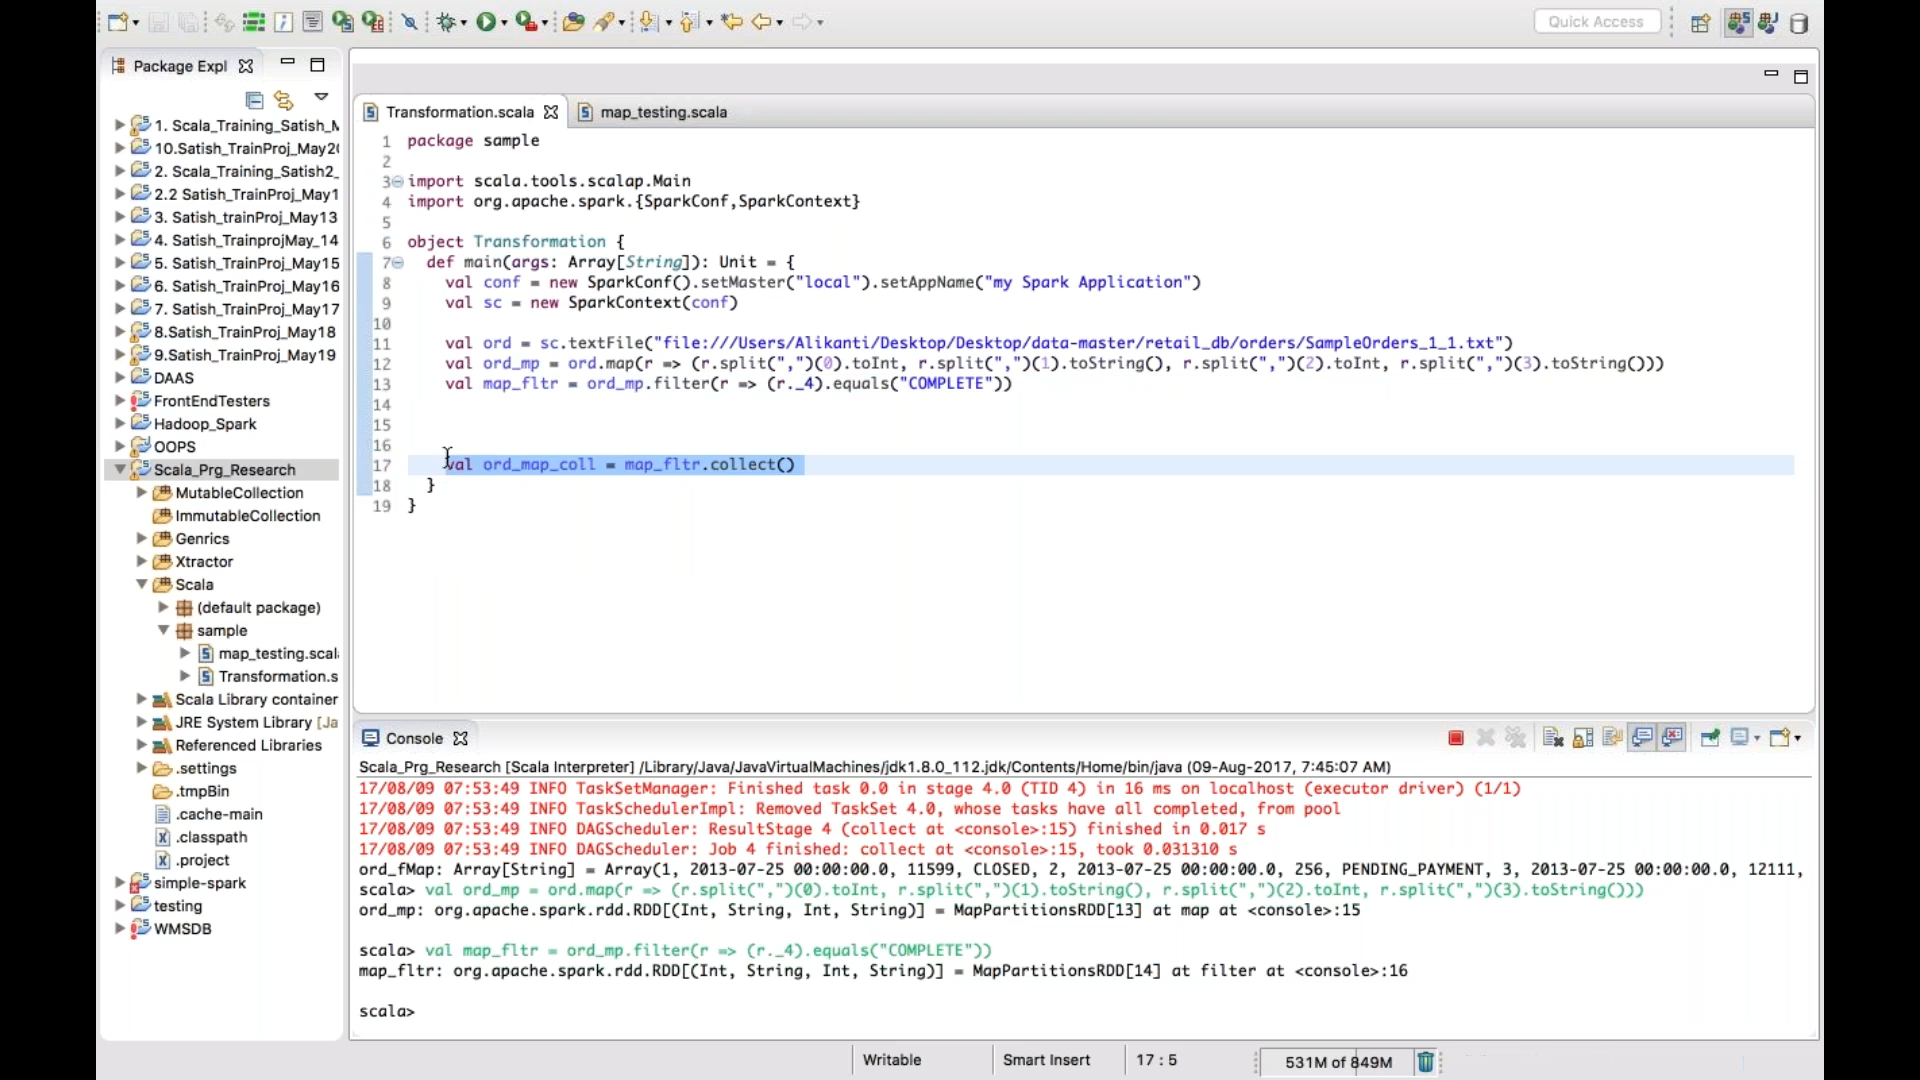 Quick Access
Package Expl
1. Scala_Training_Satish_M
10.Satish_TrainProj_May20
2. Scala_Training_Satish2_
2.2 Satish_TrainProj_May1
3. Satish_trainProj_May13
4. Satish_TrainprojMay_14
5. Satish_TrainProj_May15
6. Satish_TrainProj_May16
7. Satish_TrainProj_May17
8.Satish_TrainProj_May18
9.Satish_TrainProj_May19
DAAS
FrontEndTesters
Hadoop_Spark
OOPS
Scala_Prg_Research
MutableCollection
ImmutableCollection
Genrics
Xtractor
Scala
(default package)
sample
map_testing.scal
Transformation.s
Scala Library container
JRE System Library [Ja
Referenced Libraries
.settings
.tmpBin
.cache-main
.classpath
.project
simple-spark
testing
WMSDB
Transformation.scala map_testing.scala
1 package sample
2
3 import scala.tools.scalap.Main
4 import org.apache.spark.{SparkConf,SparkContext}
5
6 object Transformation {
7 def main(args: Array[String]): Unit = {
8 val conf = new SparkConf().setMaster("local").setAppName("my Spark Application")
9 val sc = new SparkContext(conf)
10
11 val ord = sc.textFile("file:///Users/Alikanti/Desktop/Desktop/data-master/retail_db/orders/SampleOrders_1_1.txt")
12 val ord_mp = ord.map(r => (r.split(",")(0).toInt, r.split(",")(1).toString(), r.split(",")(2).toInt, r.split(",")(3).toString()))
13 val map_fltr = ord_mp.filter(r => (r._4).equals("COMPLETE"))
14
15
16
17 val ord_map_coll = map_fltr.collect()
18 }
19 }
Console
Scala_Prg_Research [Scala Interpreter] /Library/Java/JavaVirtualMachines/jdk1.8.0_112.jdk/Contents/Home/bin/java (09-Aug-2017, 7:45:07 AM)
17/08/09 07:53:49 INFO TaskSetManager: Finished task 0.0 in stage 4.0 (TID 4) in 16 ms on localhost (executor driver) (1/1)
17/08/09 07:53:49 INFO TaskSchedulerImpl: Removed TaskSet 4.0, whose tasks have all completed, from pool
17/08/09 07:53:49 INFO DAGScheduler: ResultStage 4 (collect at <console>:15) finished in 0.017 s
17/08/09 07:53:49 INFO DAGScheduler: Job 4 finished: collect at <console>:15, took 0.031310 s
ord_fMap: Array[String] = Array(1, 2013-07-25 00:00:00.0, 11599, CLOSED, 2, 2013-07-25 00:00:00.0, 256, PENDING_PAYMENT, 3, 2013-07-25 00:00:00.0, 12111,
scala> val ord_mp = ord.map(r => (r.split(",")(0).toInt, r.split(",")(1).toString(), r.split(",")(2).toInt, r.split(",")(3).toString()))
ord_mp: org.apache.spark.rdd.RDD[(Int, String, Int, String)] = MapPartitionsRDD[13] at map at <console>:15
scala> val map_fltr = ord_mp.filter(r => (r._4).equals("COMPLETE"))
map_fltr: org.apache.spark.rdd.RDD[(Int, String, Int, String)] = MapPartitionsRDD[14] at filter at <console>:16
scala>
Writable Smart Insert 17 : 5 531M of 849M